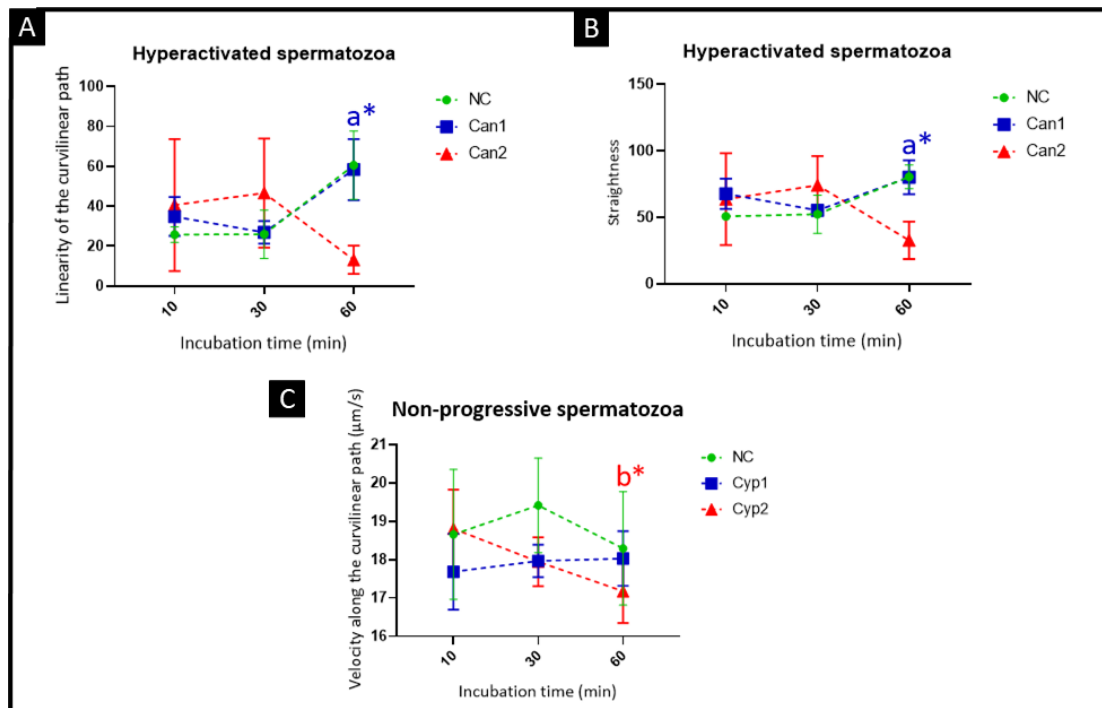 A
Hyperactivated spermatozoa
Linearity of the curvilinear path
100
80
60
40
20
0
a*
NC
Can1
Can2
10
30
60
Incubation time (min)
B
Hyperactivated spermatozoa
Straightness
150
100
50
0
a*
NC
Can1
Can2
10
30
60
Incubation time (min)
C
Non-progressive spermatozoa
Velocity along the curvilinear path (μm/s)
21
20
19
18
17
16
b*
NC
Cyp1
Cyp2
10
30
60
Incubation time (min)